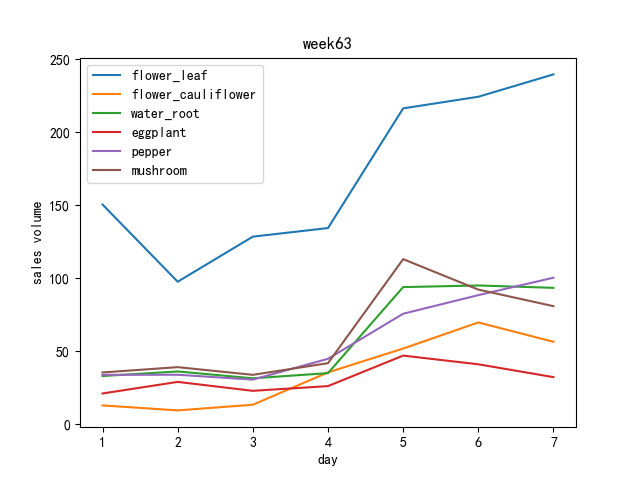 week63
flower_leaf
flower_cauliflower
water_root
eggplant
pepper
mushroom
sales volume
250
200
150
100
50
0
1 2 3 4 5 6 7
day